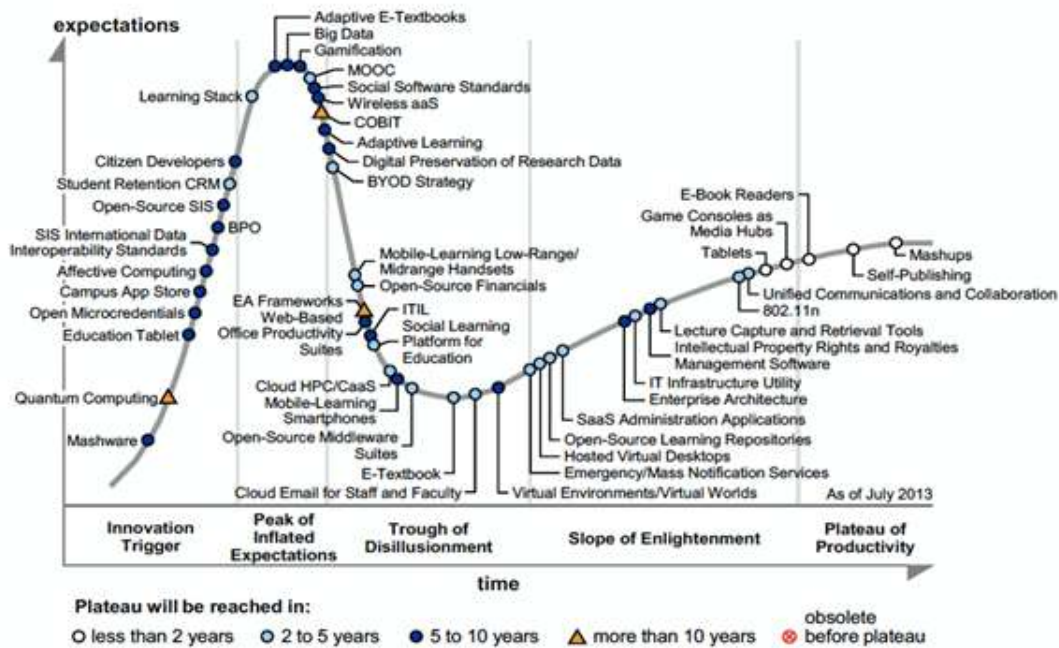 expectations
Adaptive E-Textbooks
Big Data
Gamification
MOOC
Social Software Standards
Wireless aaS
COBIT
Adaptive Learning
Digital Preservation of Research Data
BYOD Strategy
Learning Stack
Citizen Developers
Student Retention CRM
Open-Source SIS
BPO
SIS International Data
Interoperability Standards
Affective Computing
Campus App Store
Open Microcredentials
Education Tablet
Quantum Computing
Mashware
Mobile-Learning Low-Range/
Midrange Handsets
Open-Source Financials
EA Frameworks
Web-Based
Office Productivity
Suites
ITIL
Social Learning
Platform for
Education
Cloud HPC/CaaS
Mobile-Learning
Smartphones
Open-Source Middleware
Suites
E-Textbook
Cloud Email for Staff and Faculty
Virtual Environments/Virtual Worlds
Emergency/Mass Notification Services
Hosted Virtual Desktops
Open-Source Learning Repositories
SaaS Administration Applications
Enterprise Architecture
IT Infrastructure Utility
Intellectual Property Rights and Royalties
Management Software
Lecture Capture and Retrieval Tools
802.11n
Unified Communications and Collaboration
Tablets
Game Consoles as
Media Hubs
E-Book Readers
Self-Publishing
Mashups
As of July 2013
Innovation
Trigger
Peak of
Inflated
Expectations
Trough of
Disillusionment
Slope of Enlightenment
Plateau of
Productivity
time
Plateau will be reached in:
less than 2 years
2 to 5 years
5 to 10 years
more than 10 years
obsolete
before plateau